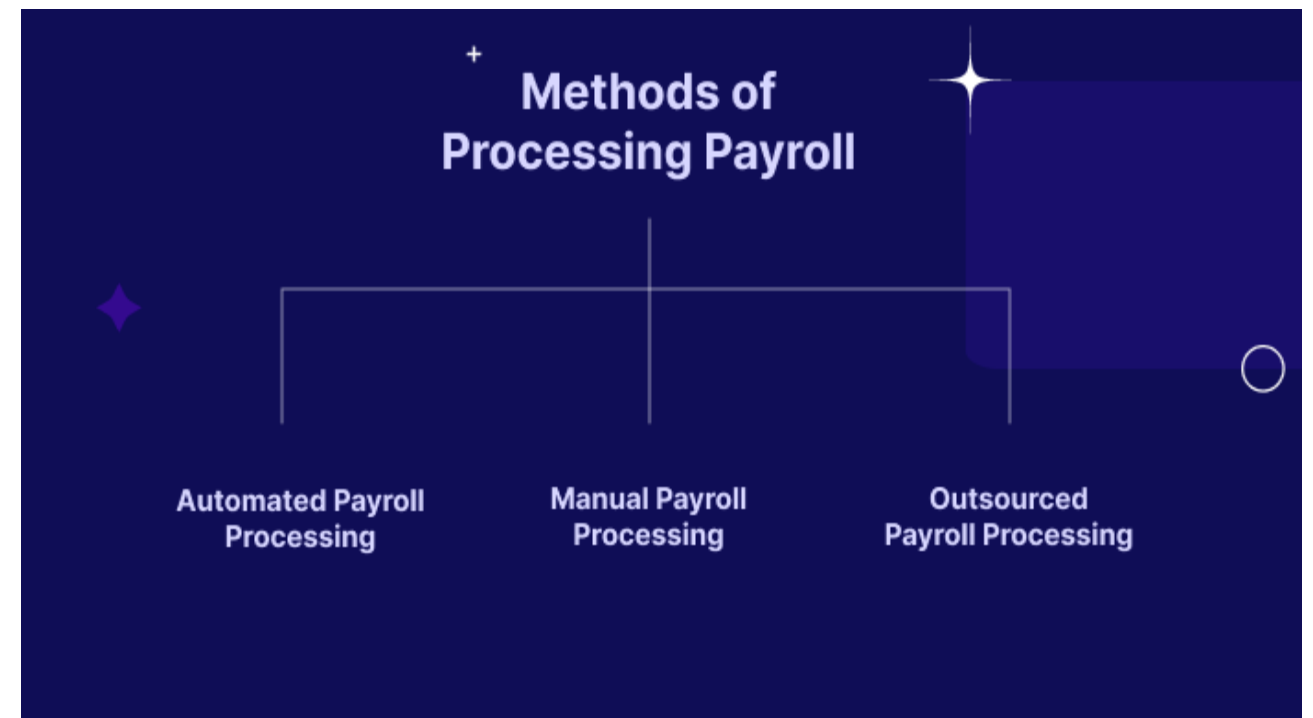 Methods of
Processing Payroll
Automated Payroll
Processing
Manual Payroll
Processing
Outsourced
Payroll Processing